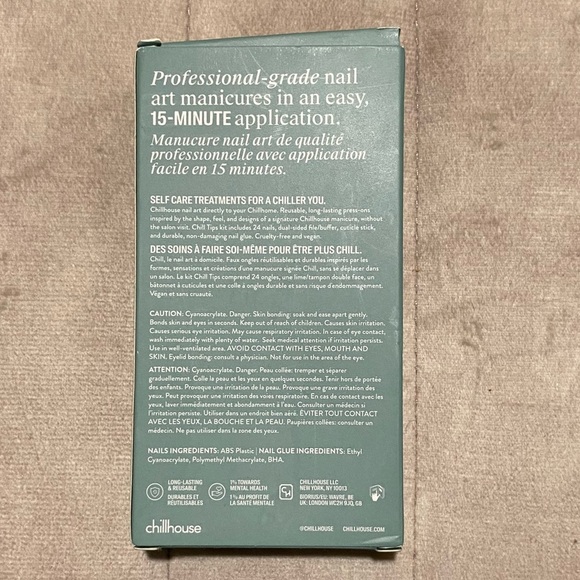 Professional-grade nail
art manicures in an easy,
15-MINUTE application.
Manucure nail art de qualité
professionnelle avec application
facile en 15 minutes.
SELF CARE TREATMENTS FOR A CHILLER YOU.
Chillhouse nail art directly to your Chillhome. Reusable, long-lasting press-ons
inspired by the shape, feel, and designs of a signature Chillhouse manicure, without
the salon visit. Chill Tips kit includes 24 nails, dual-sided file/buffer, cuticle stick,
and durable, non-damaging nail glue. Cruelty-free and vegan.
DES SOINS À FAIRE SOI-MÊME POUR ÊTRE PLUS CHILL.
Chill, le nail art à domicile. Faux ongles réutilisables et durables inspirés par les
formes, sensations et créations d'une manucure signée Chill, sans se déplacer dans
un salon. Le kit Chill Tips comprend 24 ongles, une lime/tampon double face, un
bâtonnet à cuticules et une colle à ongles durable et sans risque d'endommagement.
Végan et sans cruauté.
CAUTION: Cyanoacrylate. Danger. Skin bonding: soak and ease apart gently.
Bonds skin and eyes in seconds. Keep out of reach of children. Causes skin irritation.
Causes serious eye irritation. May cause respiratory irritation. In case of eye contact,
wash immediately with plenty of water. Seek medical attention if irritation persists.
Use in well-ventilated area. AVOID CONTACT WITH EYES, MOUTH AND
SKIN, Eyelid bonding: consult a physician. Not for use in the area of the eye.
ATTENTION: Cyanoacrylate. Danger. Peau collée: tremper et séparer
graduellement. Colle le peau et les yeux en quelques secondes. Tenir hors de portée
des enfants. Provoque une irritation de la peau. Provoque une grave irritation des
yeux. Peut provoquer une irritation des voies respiratoires. En cas de contact avec les
yeux, laver immédiatement et abondamment à l'eau. Consulter un médecin si
l'irritation persiste. Utiliser dans un endroit bien aéré. ÉVITER TOUT CONTACT
AVEC LES YEUX, LA BOUCHE ET LA PEAU. Paupières collées: consulter un
médecin. Ne pas utiliser dans la zone des yeux.
NAILS INGREDIENTS: ABS Plastic | NAIL GLUE INGREDIENTS: Ethyl
Cyanoacrylate, Polymethyl Methacrylate, BHA.
LONG-LASTING
& REUSABLE
DURABLES ET
RÉUTILISABLES
1% TOWARDS
MENTAL HEALTH
1 % AU PROFIT DE
LA SANTÉ MENTALE
CHILLHOUSE LLC
NEW YORK, NY 10013
BIORIUS/EU: WAVRE, BE
UK: LONDON WC2H 9JQ, GB
chillhouse
@CHILLHOUSE
CHILLHOUSE.COM